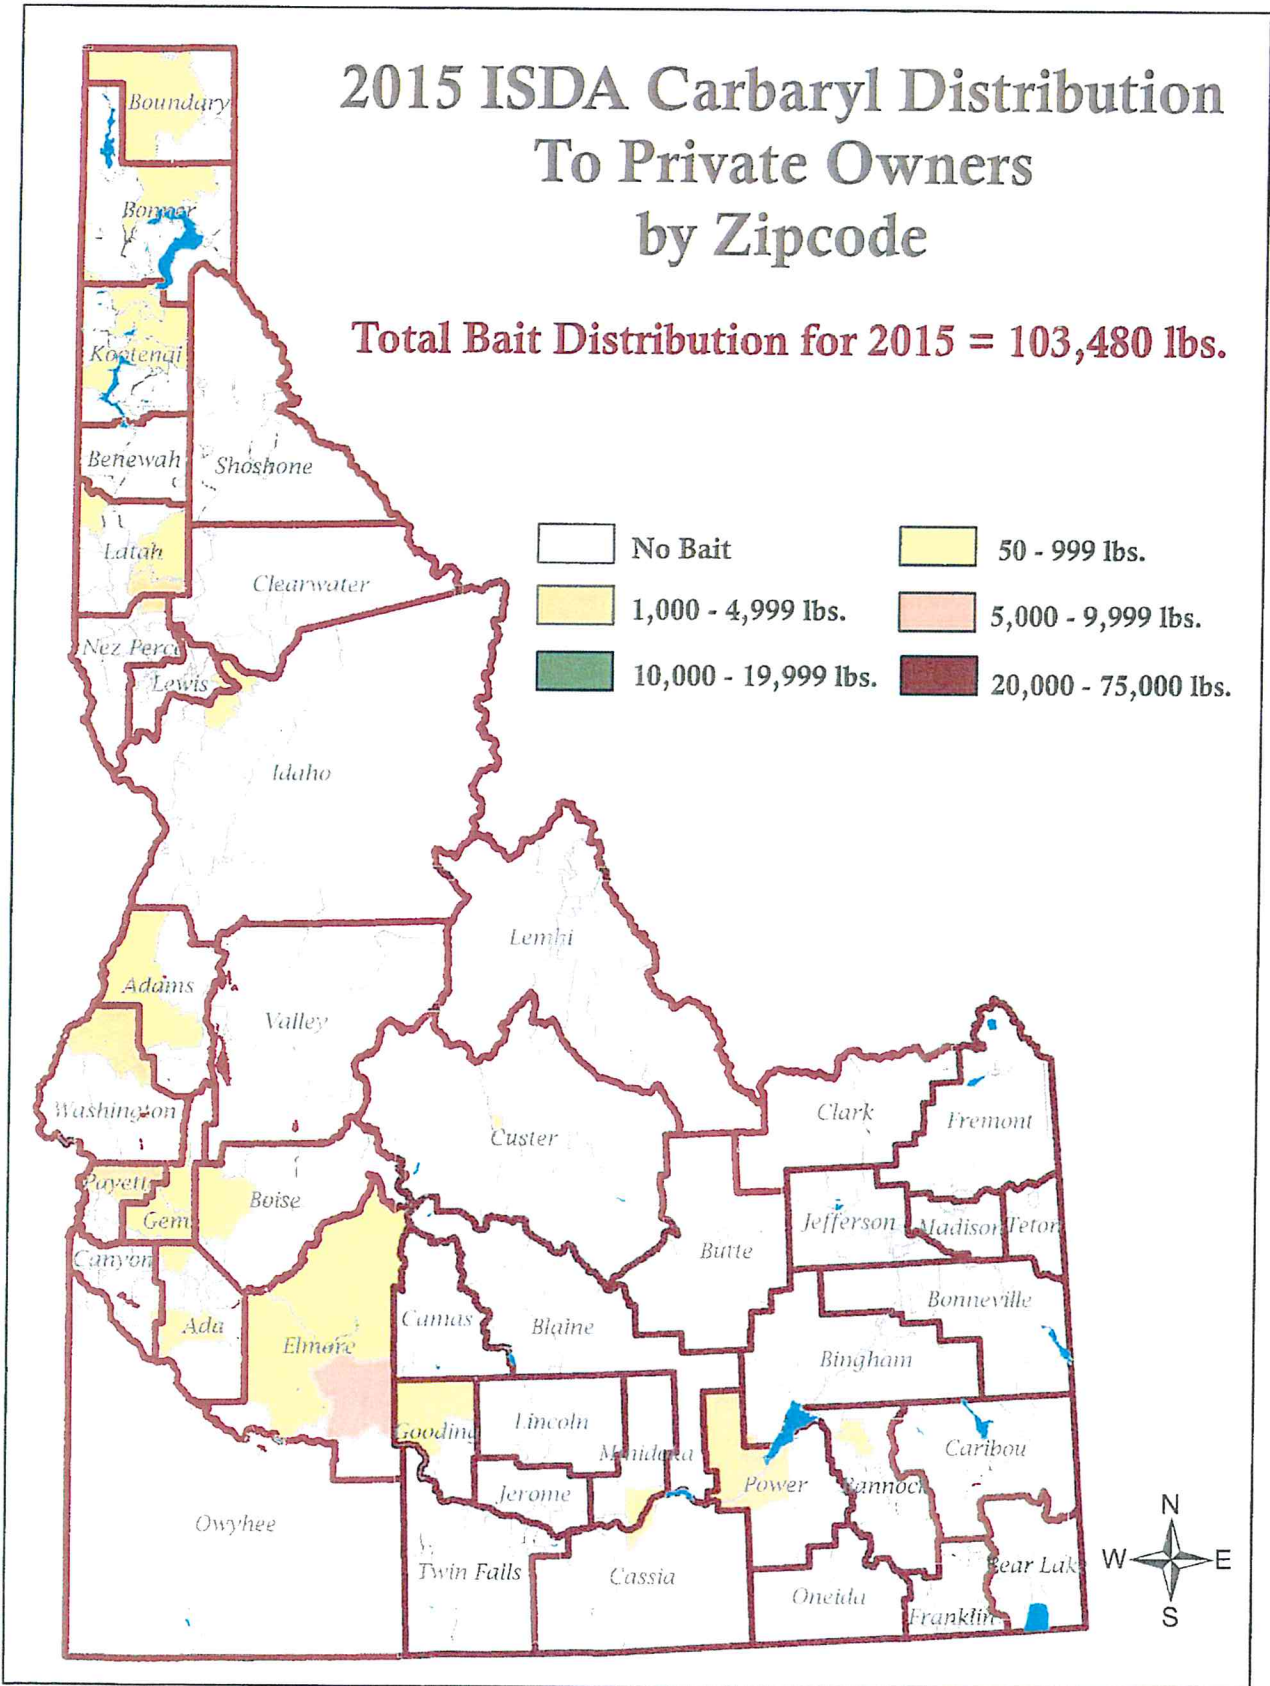 2015 ISDA Carbaryl Distribution
To Private Owners
by Zipcode
Total Bait Distribution for 2015 = 103,480 lbs.
No Bait
50 - 999 lbs.
1,000 - 4,999 lbs.
5,000 - 9,999 lbs.
10,000 - 19,999 lbs.
20,000 - 75,000 lbs.
Boundary
Bonner
Kootenai
Benewah
Shoshone
Latah
Clearwater
Nez Perce
Lewis
Idaho
Lemhi
Adams
Valley
Washington
Custer
Clark
Fremont
Payett
Gem
Boise
Jefferson
Madison
Teton
Canyon
Butte
Ada
Elmore
Camas
Blaine
Bonneville
Bingham
Gooding
Lincoln
Minidoka
Caribou
Jerome
Power
Bannock
Owyhee
Twin Falls
Cassia
Oneida
Franklin
Bear Lake
N
W E
S